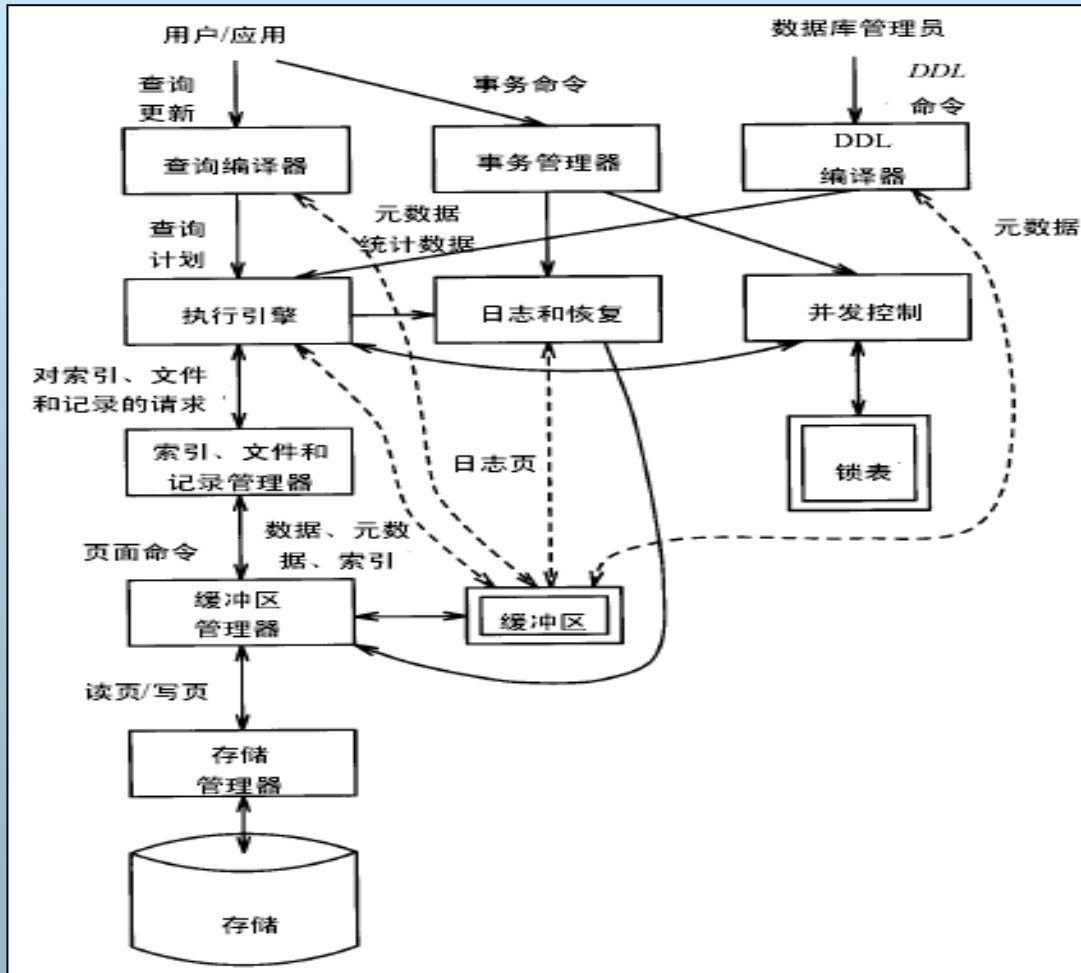 用户/应用
数据库管理员
查询
更新
事务命令
DDL
命令
查询编译器
事务管理器
DDL
编译器
查询
计划
元数据
统计数据
元数据
执行引擎
日志和恢复
并发控制
对索引、文件
和记录的请求
索引、文件和
记录管理器
日志页
锁表
页面命令
数据、元数
据、索引
缓冲区
管理器
缓冲区
读页/写页
存储
管理器
存储